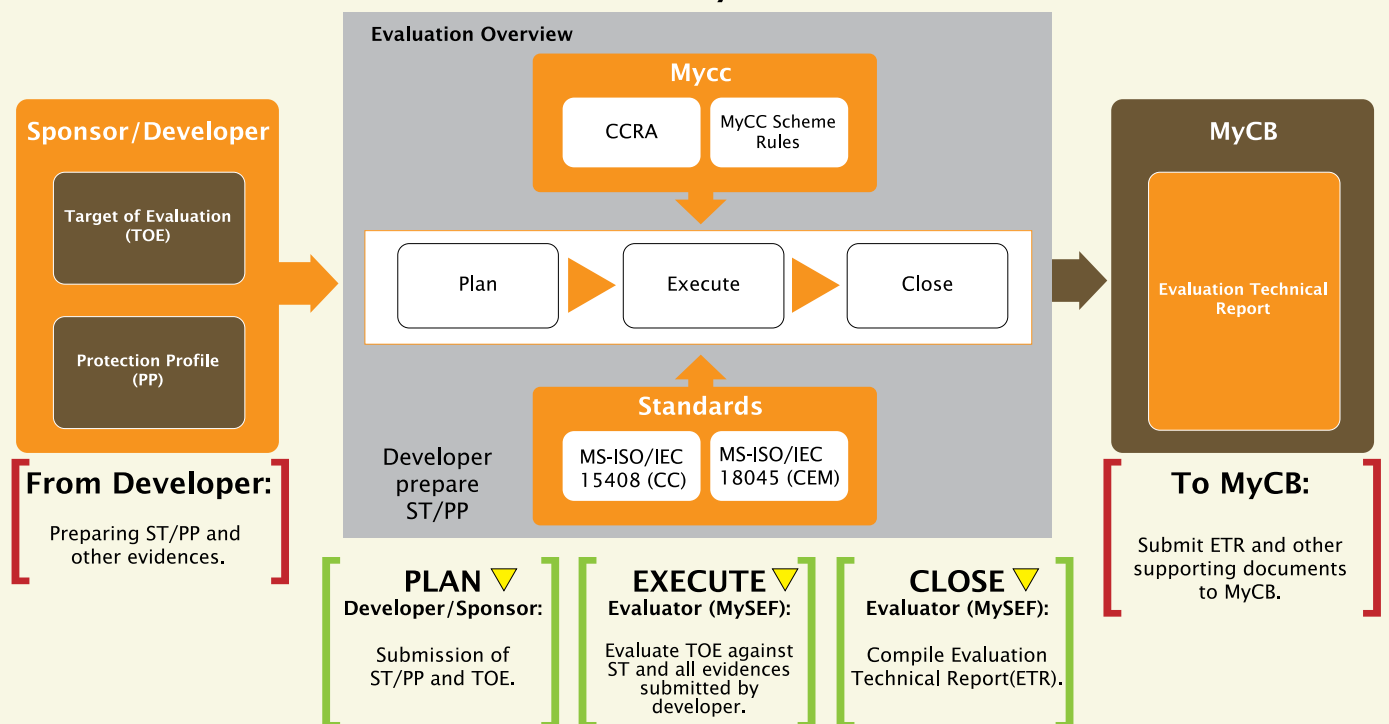 Evaluation Overview
Mycc
CCRA
MyCC Scheme
Rules
Sponsor/Developer
Target of Evaluation
(TOE)
Protection Profile
(PP)
Plan
Execute
Close
MyCB
Evaluation Technical
Report
Standards
MS-ISO/IEC
15408 (CC)
MS-ISO/IEC
18045 (CEM)
Developer
prepare
ST/PP
From Developer:
Preparing ST/PP and
other evidences.
PLAN
Developer/Sponsor:
Submission of
ST/PP and TOE.
EXECUTE
Evaluator (MySEF):
Evaluate TOE against
ST and all evidences
submitted by
developer.
CLOSE
Evaluator (MySEF):
Compile Evaluation
Technical Report(ETR).
To MyCB:
Submit ETR and other
supporting documents
to MyCB.